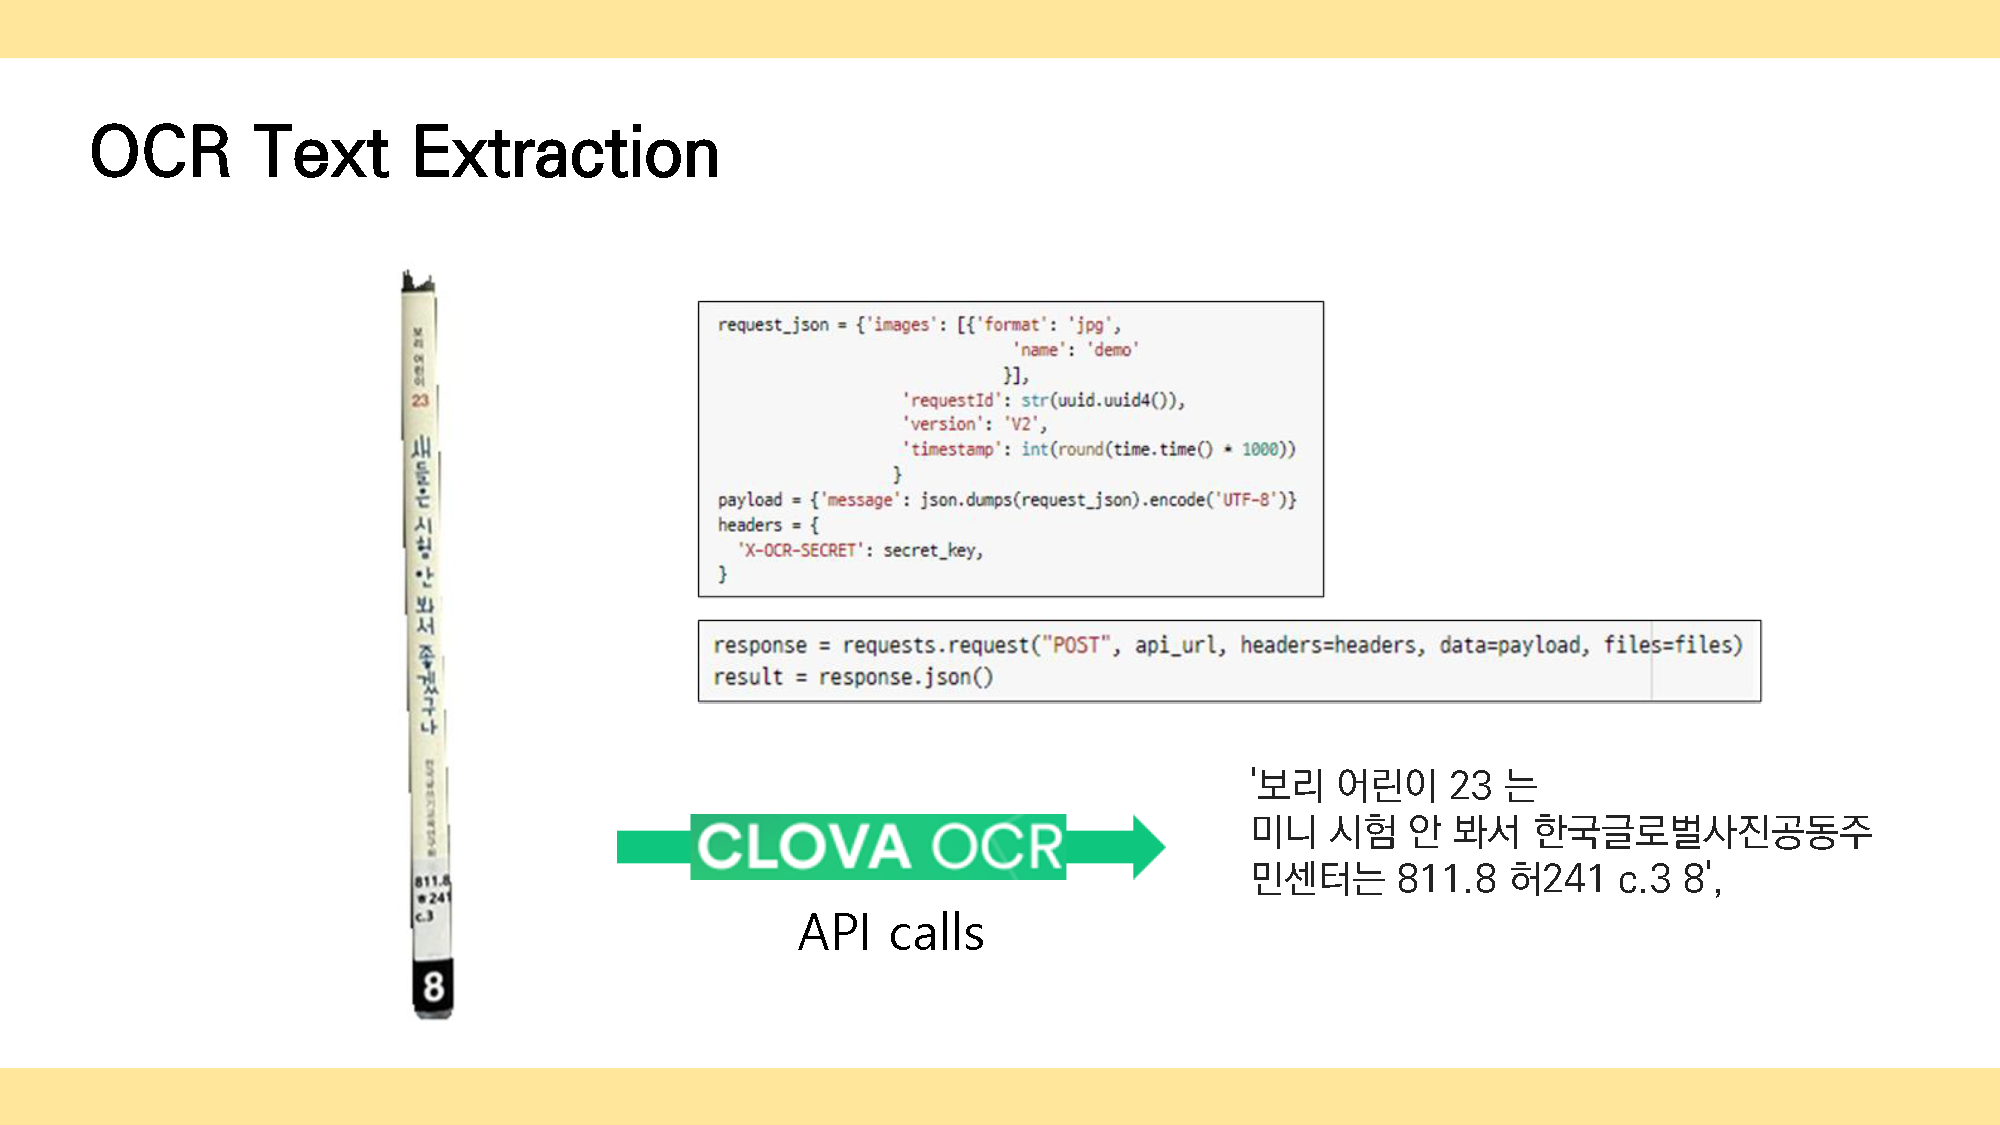 OCR Text Extraction
보리 어린이
23
새들은 시험 안 봐서 좋겠구나
811.8
허241
c.3
8
request_json = {'images': [{'format': 'jpg',
'name': 'demo'
}],
'requestId': str(uuid.uuid4()),
'version': 'V2',
'timestamp': int(round(time.time() * 1000))
}
payload = {'message': json.dumps(request_json).encode('UTF-8')}
headers = {
'X-OCR-SECRET': secret_key,
}
response = requests.request("POST", api_url, headers=headers, data=payload, files=files)
result = response.json()
CLOVA OCR
API calls
'보리 어린이 23 는
미니 시험 안 봐서 한국글로벌사진공동주
민센터는 811.8 허241 c.3 8',